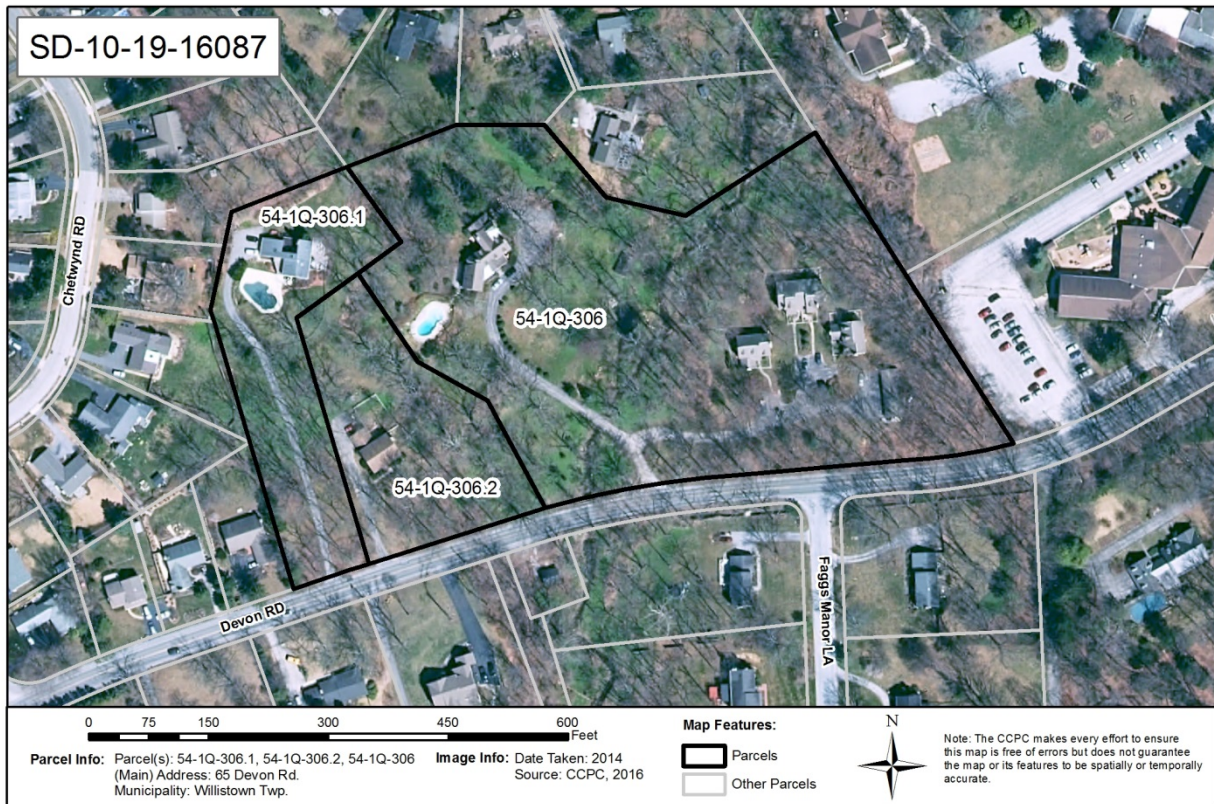 SD-10-19-16087
54-1Q-306.1
Chetwynd RD
54-1Q-306
54-1Q-306.2
Devon RD
Faggs Manor LA
0 75 150 300 450 600
Feet
Parcel Info: Parcel(s): 54-1Q-306.1, 54-1Q-306.2, 54-1Q-306
(Main) Address: 65 Devon Rd.
Municipality: Willistown Twp.
Image Info: Date Taken: 2014
Source: CCPC, 2016
Map Features:
Parcels
Other Parcels
N
Note: The CCPC makes every effort to ensure
this map is free of errors but does not guarantee
the map or its features to be spatially or temporally
accurate.